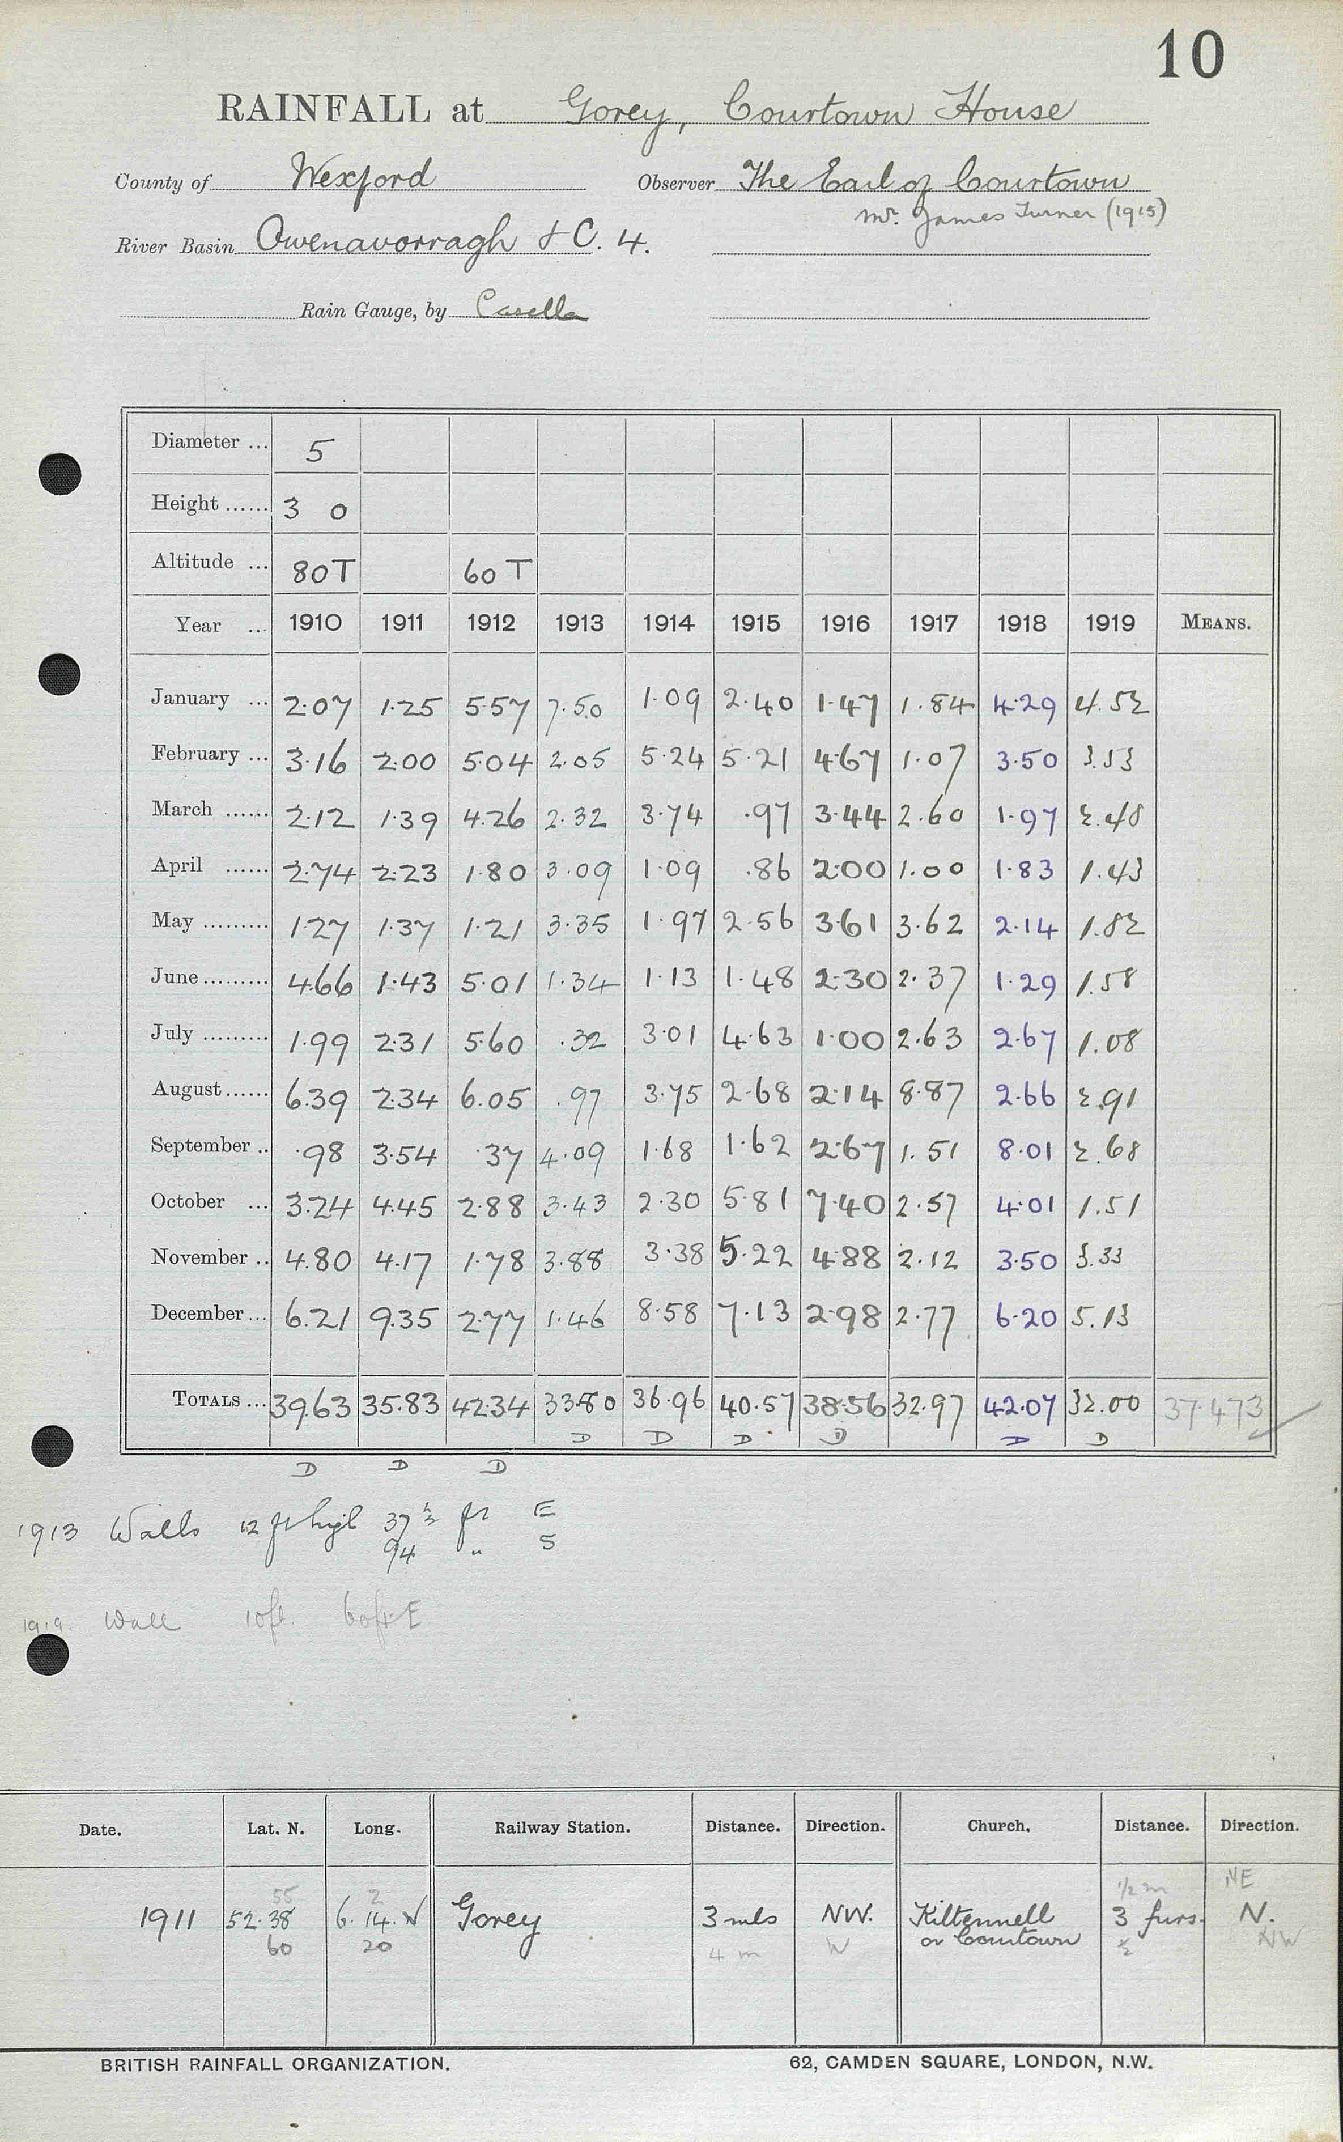 10
RAINFALL at Gorey, Courtown House
County of Wexford Observer The Earl of Courtown
Mr. James Turner (1915)
River Basin Owenavorragh & C. 4.
Rain Gauge, by Casella
Diameter ... 5
Height ...... 3 0
Altitude ... 80T 60T
Year ... 1910 1911 1912 1913 1914 1915 1916 1917 1918 1919 MEANS.
January ... 2.07 1.25 5.57 7.50 1.09 2.40 1.47 1.84 4.29 4.52
February ... 3.16 2.00 5.04 2.05 5.24 5.21 4.67 1.07 3.50 3.53
March ...... 2.12 1.39 4.26 2.32 3.74 .97 3.44 2.60 1.97 2.48
April ...... 2.74 2.23 1.80 3.09 1.09 .86 2.00 1.00 1.83 1.43
May ......... 1.27 1.37 1.21 3.35 1.97 2.56 3.61 3.62 2.14 1.82
June ......... 4.66 1.43 5.01 1.34 1.13 1.48 2.30 2.37 1.29 1.58
July ......... 1.99 2.31 5.60 .32 3.01 4.63 1.00 2.63 2.67 1.08
August ...... 6.39 2.34 6.05 .97 3.75 2.68 2.14 8.87 2.66 2.91
September .. .98 3.54 .37 4.09 1.68 1.62 2.67 1.51 8.01 2.68
October ... 3.24 4.45 2.88 3.43 2.30 5.81 7.40 2.57 4.01 1.51
November .. 4.80 4.17 1.78 3.88 3.38 5.22 4.88 2.12 3.50 3.33
December ... 6.21 9.35 2.77 1.46 8.58 7.13 2.98 2.77 6.20 5.13
TOTALS ... 39.63 35.83 42.34 33.80 36.96 40.57 38.56 32.97 42.07 32.00 37.473
D D D D D D
D D D
1913 Walls 12 ft high 37 ft E
94 " S
1919 Wall 10ft. 60ft E
Date. Lat. N. Long. Railway Station. Distance. Direction. Church. Distance. Direction.
55 2 1/2 m NE
1911 52.38 6.14.W Gorey 3 mls NW. Kiltennell 3 furs. N.
or Courtown
60 20 4 m W 1/2 NW
BRITISH RAINFALL ORGANIZATION. 62, CAMDEN SQUARE, LONDON, N.W.